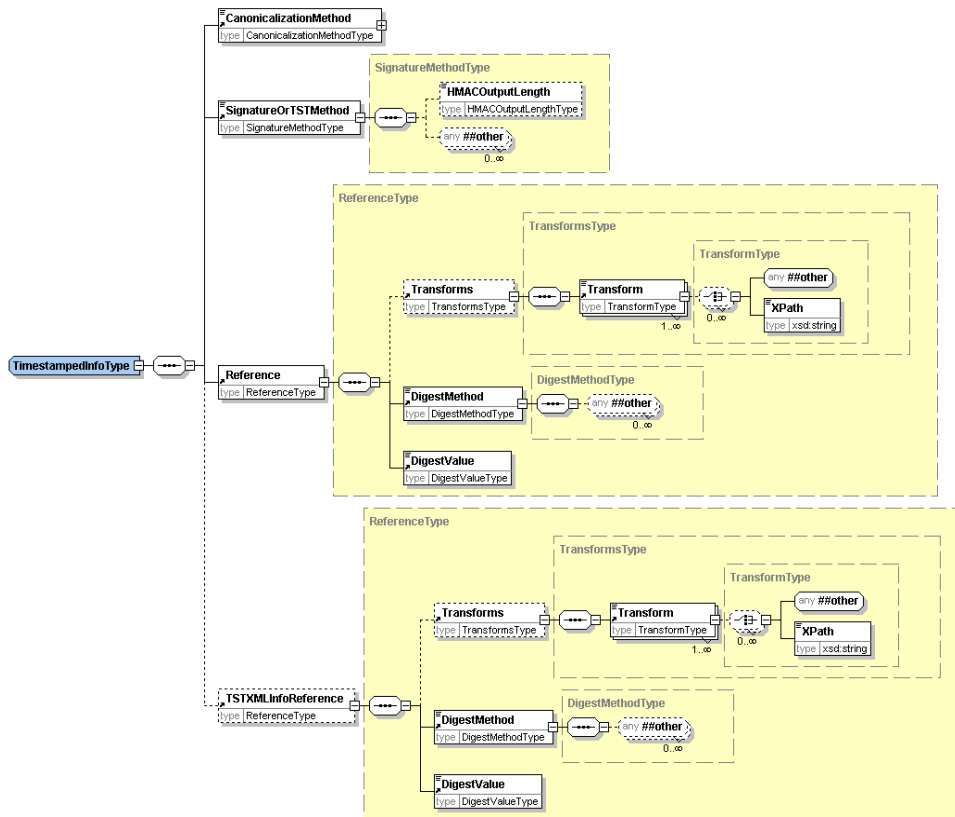 CanonicalizationMethod
type CanonicalizationMethodType
SignatureMethodType
HMACOutputLength
type HMACOutputLengthType
SignatureOrTSTMethod
type SignatureMethodType
any ##other
0..∞
ReferenceType
TransformsType
TransformType
any ##other
Transforms
type TransformsType
Transform
type TransformType
1..∞
0..∞
XPath
type xsd:string
TimestampedInfoType
Reference
type ReferenceType
DigestMethodType
DigestMethod
type DigestMethodType
any ##other
0..∞
DigestValue
type DigestValueType
ReferenceType
TransformsType
TransformType
any ##other
Transforms
type TransformsType
Transform
type TransformType
1..∞
0..∞
XPath
type xsd:string
TSTXMLInfoReference
type ReferenceType
DigestMethodType
DigestMethod
type DigestMethodType
any ##other
0..∞
DigestValue
type DigestValueType